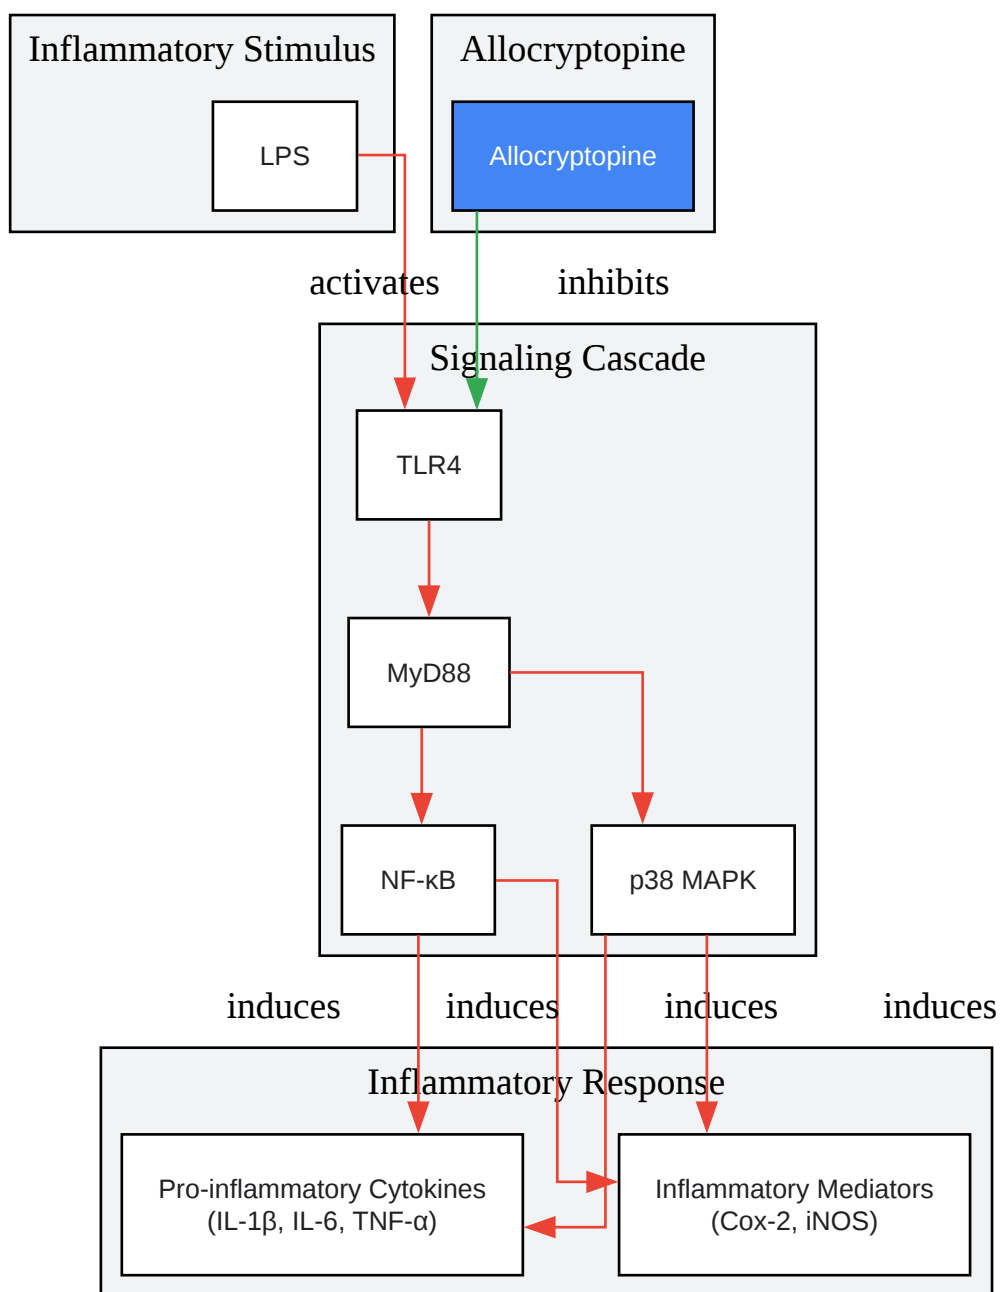 Inflammatory Stimulus
Allocryptopine
LPS
Allocryptopine
activates
inhibits
Signaling Cascade
TLR4
MyD88
NF-κB
p38 MAPK
induces
induces
induces
induces
Inflammatory Response
Pro-inflammatory Cytokines
(IL-1β, IL-6, TNF-α)
Inflammatory Mediators
(Cox-2, iNOS)